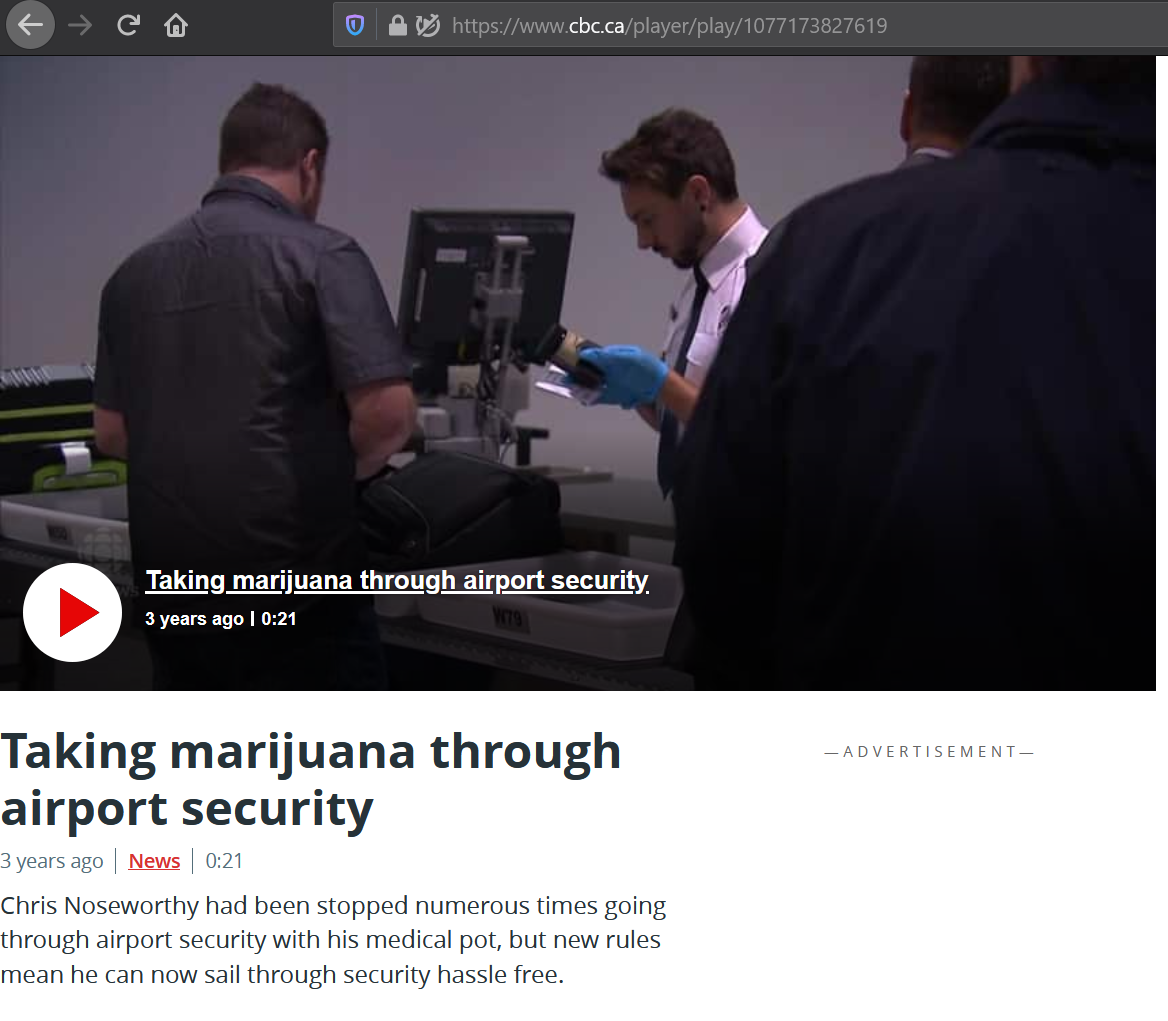 https://www.cbc.ca/player/play/1077173827619
W79
Taking marijuana through airport security
3 years ago | 0:21
Taking marijuana through
airport security
3 years ago | News | 0:21
—ADVERTISEMENT—
Chris Noseworthy had been stopped numerous times going
through airport security with his medical pot, but new rules
mean he can now sail through security hassle free.